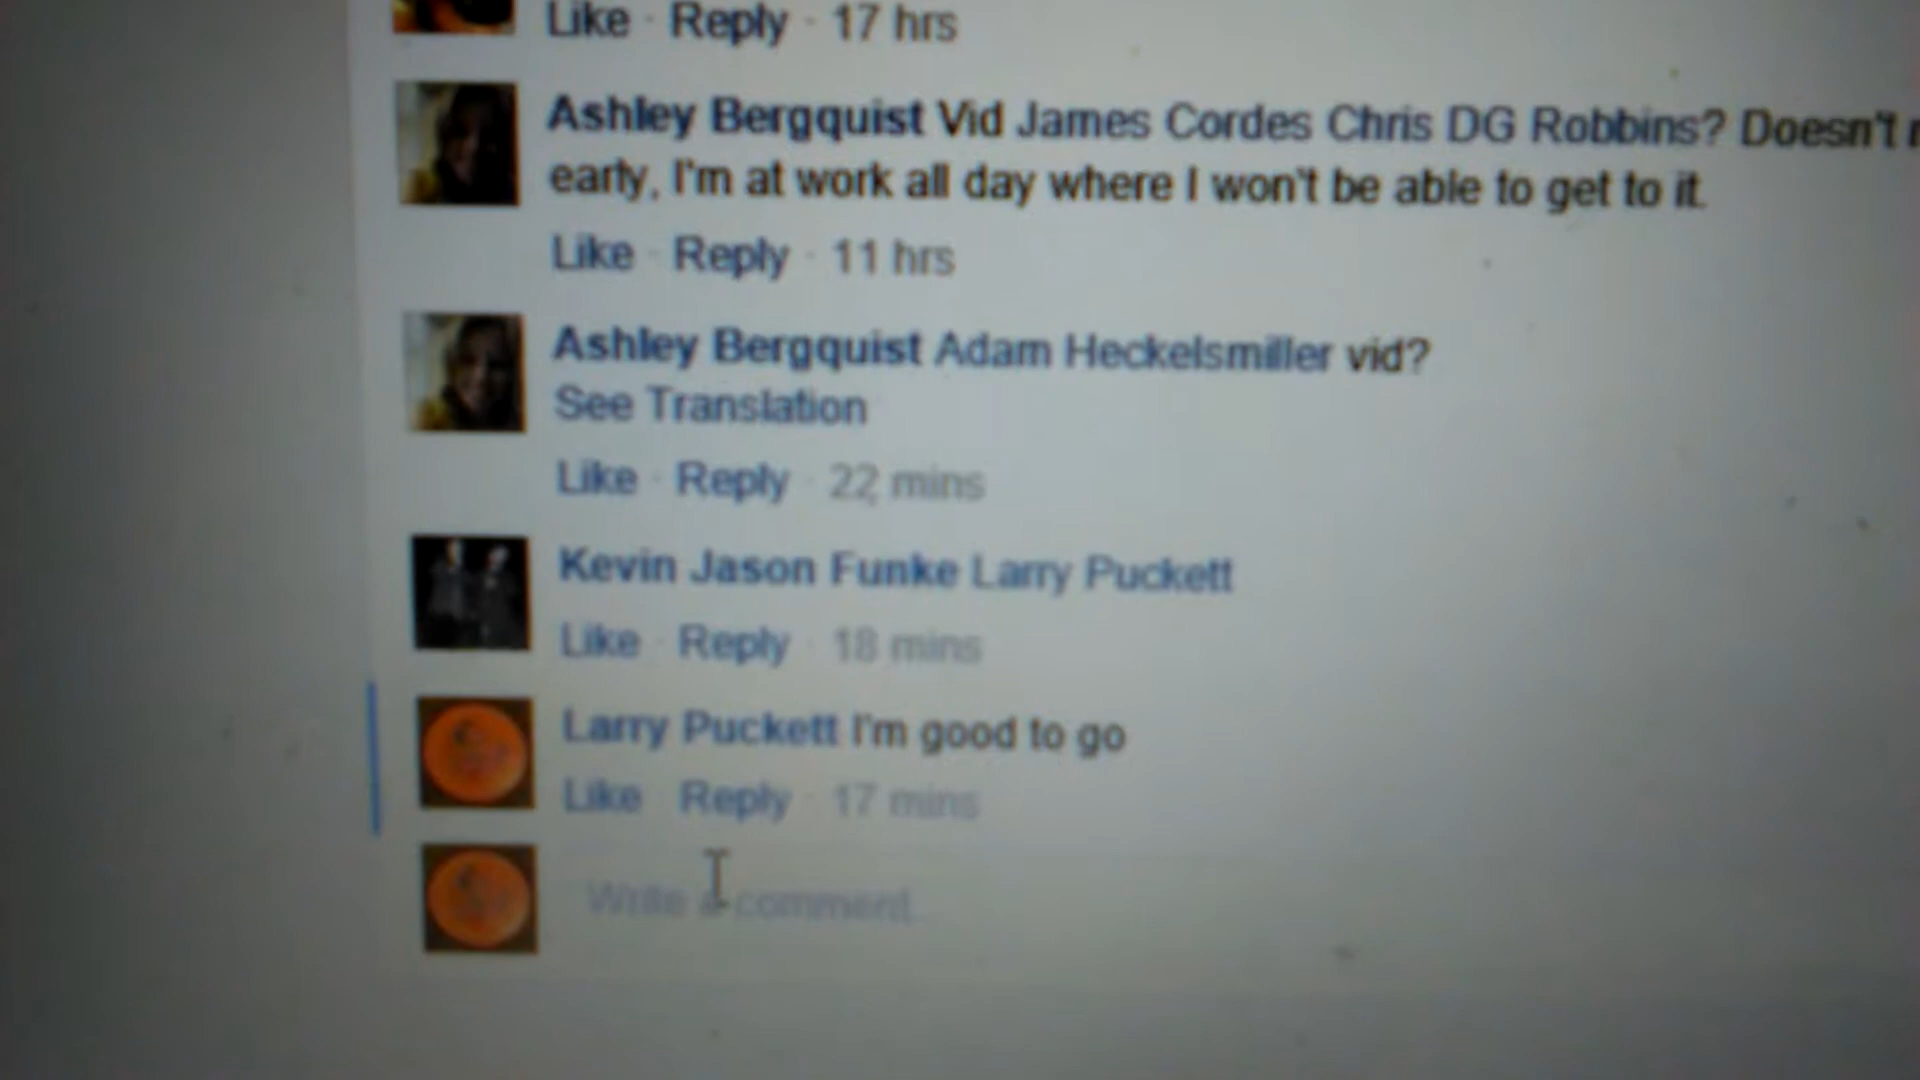 Like · Reply · 17 hrs
Ashley Bergquist Vid James Cordes Chris DG Robbins? Doesn't
early, I'm at work all day where I won't be able to get to it.
Like · Reply · 11 hrs
Ashley Bergquist Adam Heckelsmiller vid?
See Translation
Like · Reply · 22 mins
Kevin Jason Funke Larry Puckett
Like · Reply · 18 mins
Larry Puckett I'm good to go
Like · Reply · 17 mins
Write a comment...